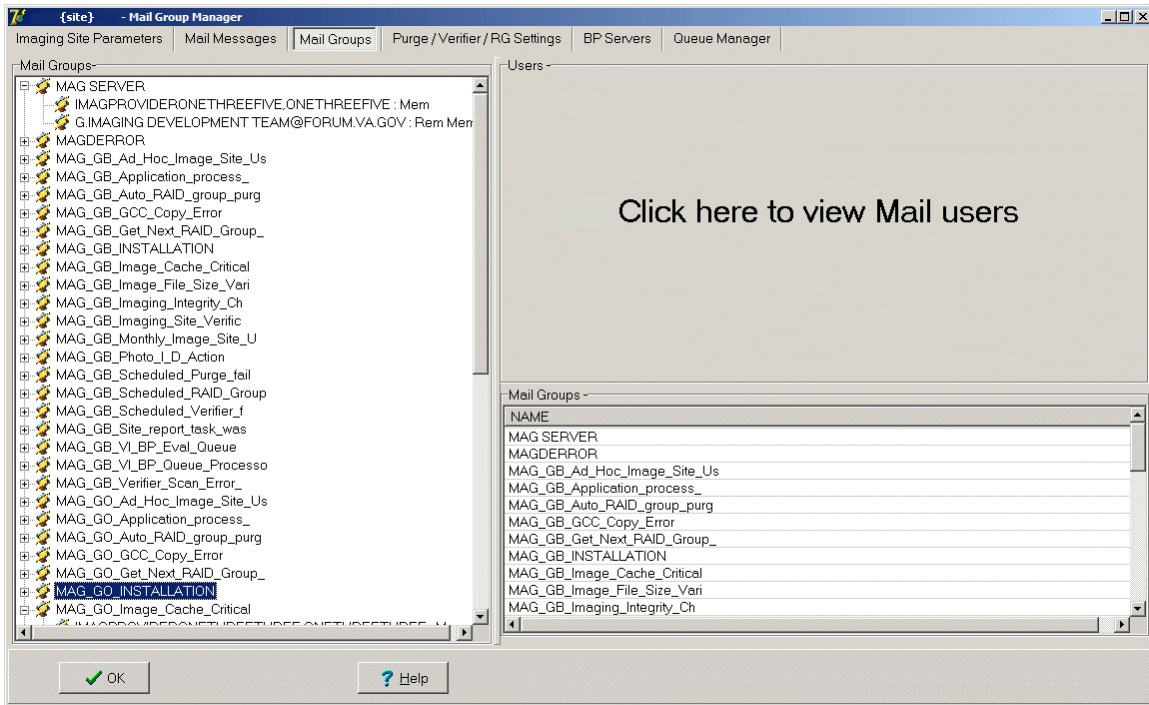 {site} - Mail Group Manager
Imaging Site Parameters Mail Messages Mail Groups Purge / Verifier / RG Settings BP Servers Queue Manager
Mail Groups-
MAG SERVER
IMAGPROVIDERONETHREEFIVE,ONETHREEFIVE : Mem
G.IMAGING DEVELOPMENT TEAM@FORUM.VA.GOV : Rem Mem
MAGDERROR
MAG_GB_Ad_Hoc_Image_Site_Us
MAG_GB_Application_process_
MAG_GB_Auto_RAID_group_purg
MAG_GB_GCC_Copy_Error
MAG_GB_Get_Next_RAID_Group_
MAG_GB_INSTALLATION
MAG_GB_Image_Cache_Critical
MAG_GB_Image_File_Size_Vari
MAG_GB_Imaging_Integrity_Ch
MAG_GB_Imaging_Site_Verific
MAG_GB_Monthly_Image_Site_U
MAG_GB_Photo_I_D_Action
MAG_GB_Scheduled_Purge_fail
MAG_GB_Scheduled_RAID_Group
MAG_GB_Scheduled_Verifier_f
MAG_GB_Site_report_task_was
MAG_GB_VI_BP_Eval_Queue
MAG_GB_VI_BP_Queue_Processo
MAG_GB_Verifier_Scan_Error_
MAG_GO_Ad_Hoc_Image_Site_Us
MAG_GO_Application_process_
MAG_GO_Auto_RAID_group_purg
MAG_GO_GCC_Copy_Error
MAG_GO_Get_Next_RAID_Group_
MAG_GO_INSTALLATION
MAG_GO_Image_Cache_Critical
Users -
Click here to view Mail users
Mail Groups -
NAME
MAG SERVER
MAGDERROR
MAG_GB_Ad_Hoc_Image_Site_Us
MAG_GB_Application_process_
MAG_GB_Auto_RAID_group_purg
MAG_GB_GCC_Copy_Error
MAG_GB_Get_Next_RAID_Group_
MAG_GB_INSTALLATION
MAG_GB_Image_Cache_Critical
MAG_GB_Image_File_Size_Vari
MAG_GB_Imaging_Integrity_Ch
OK
Help